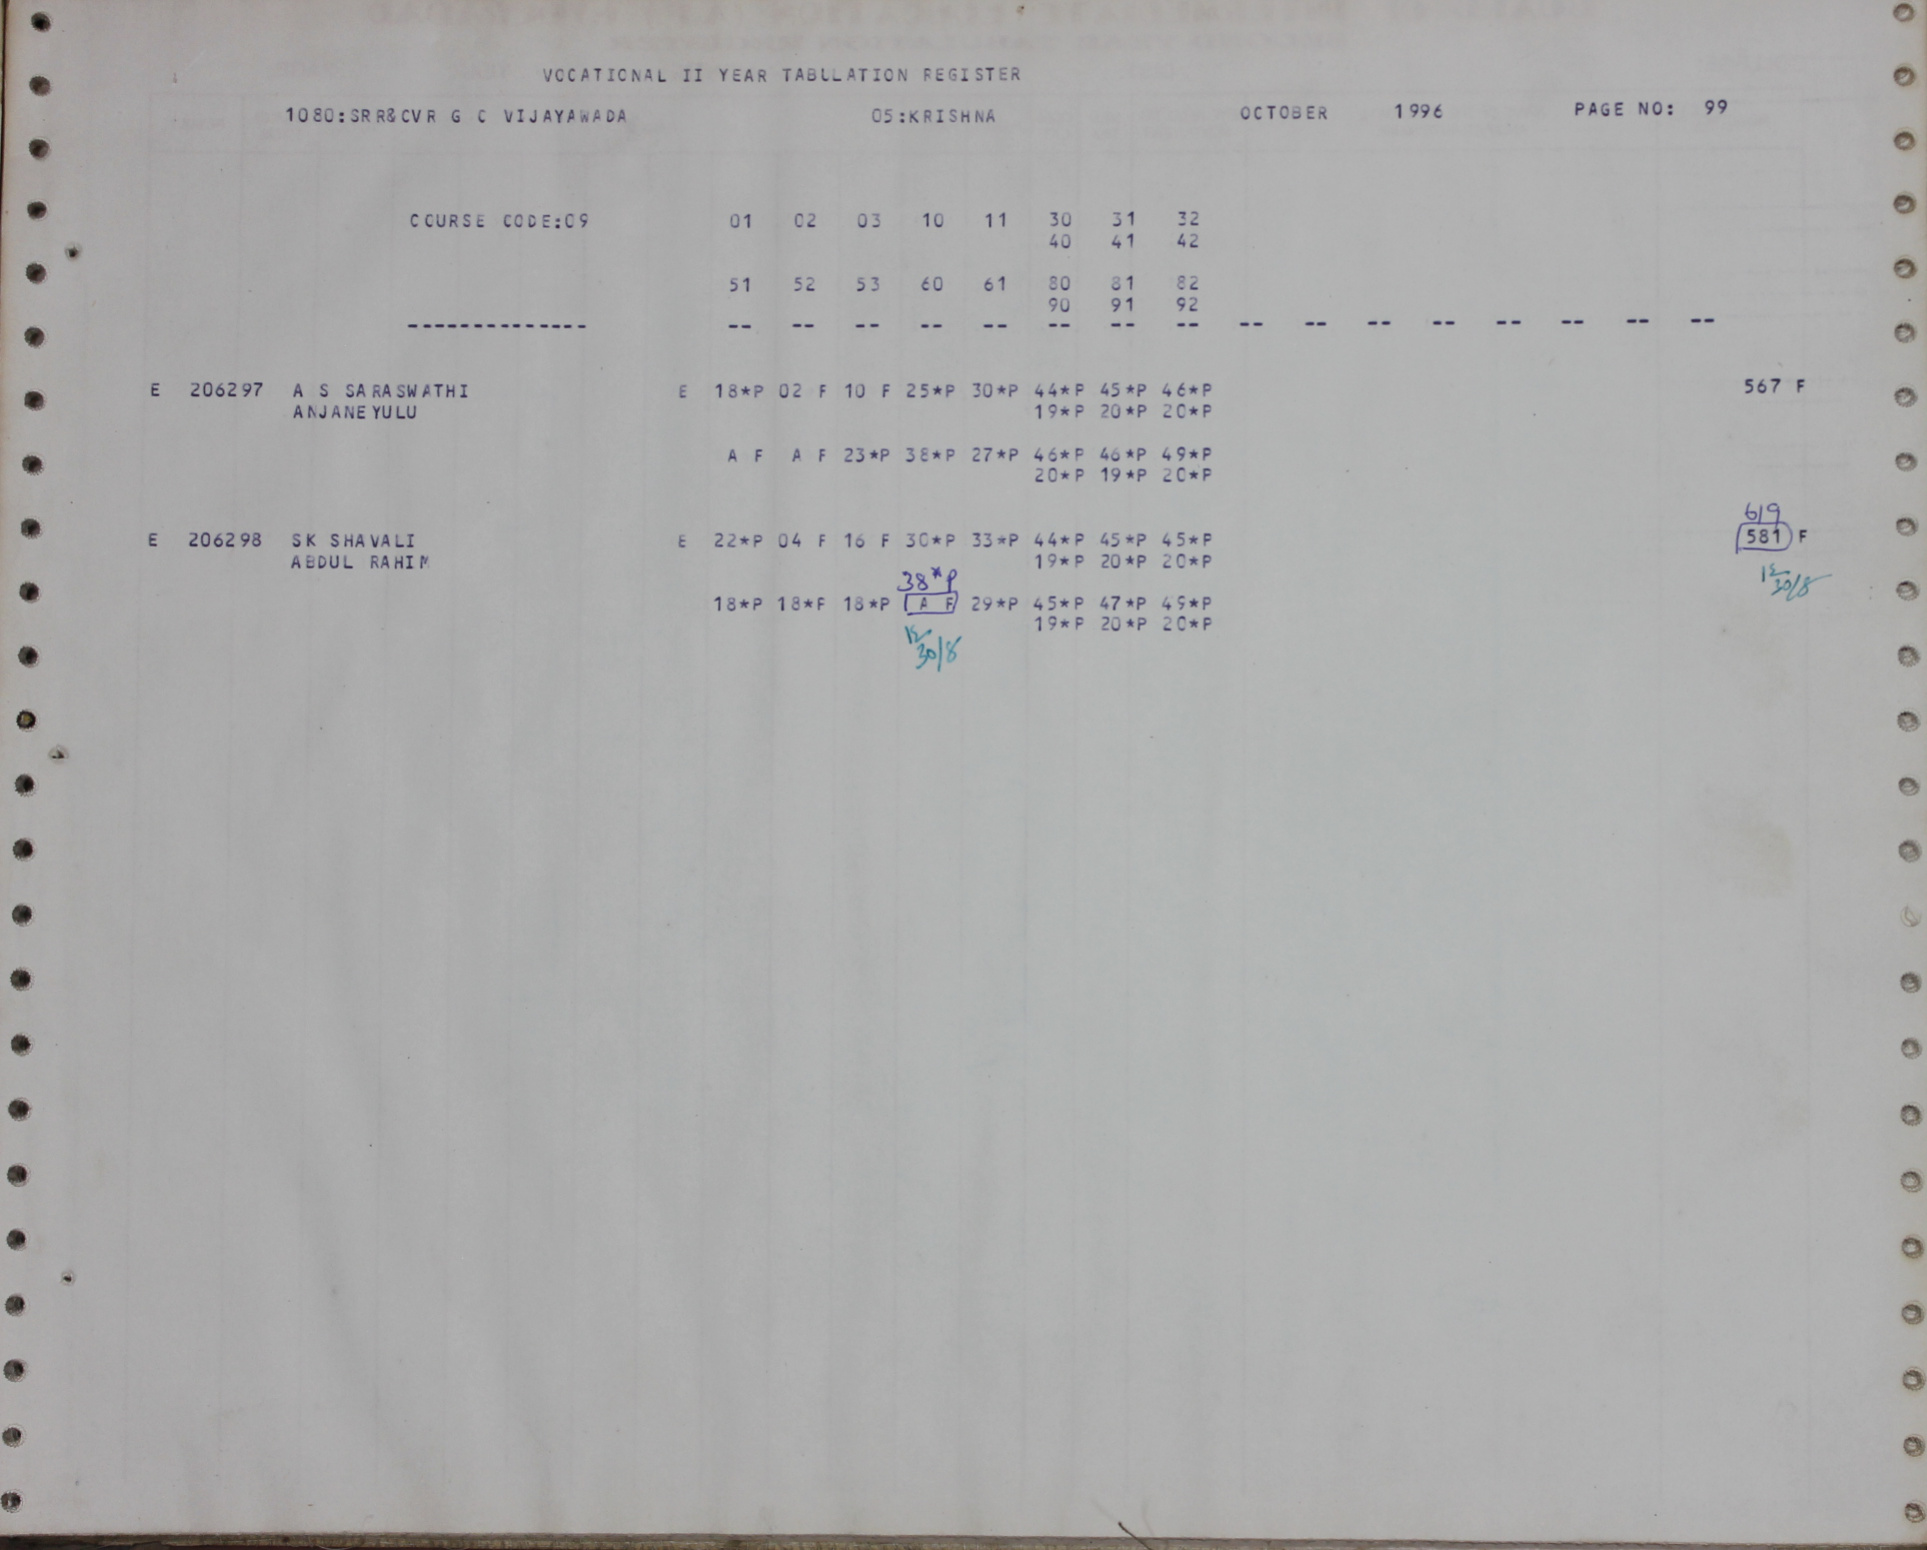 VOCATIONAL II YEAR TABULATION REGISTER
1080:SRR&CVR G C VIJAYAWADA 05:KRISHNA OCTOBER 1996 PAGE NO: 99
COURSE CODE:09 01 02 03 10 11 30 31 32
40 41 42
51 52 53 60 61 80 81 82
90 91 92
-------------- -- -- -- -- -- -- -- -- -- -- -- -- -- -- -- --
E 206297 A S SARASWATHI E 18*P 02 F 10 F 25*P 30*P 44*P 45*P 46*P 567 F
ANJANEYULU 19*P 20*P 20*P
A F A F 23*P 38*P 27*P 46*P 46*P 49*P
20*P 19*P 20*P
619
E 206298 SK SHAVALI E 22*P 04 F 16 F 30*P 33*P 44*P 45*P 45*P 581 F
ABDUL RAHIM 19*P 20*P 20*P
38*P 30/8
18*P 18*F 18*P A F 29*P 45*P 47*P 49*P
19*P 20*P 20*P
30/8